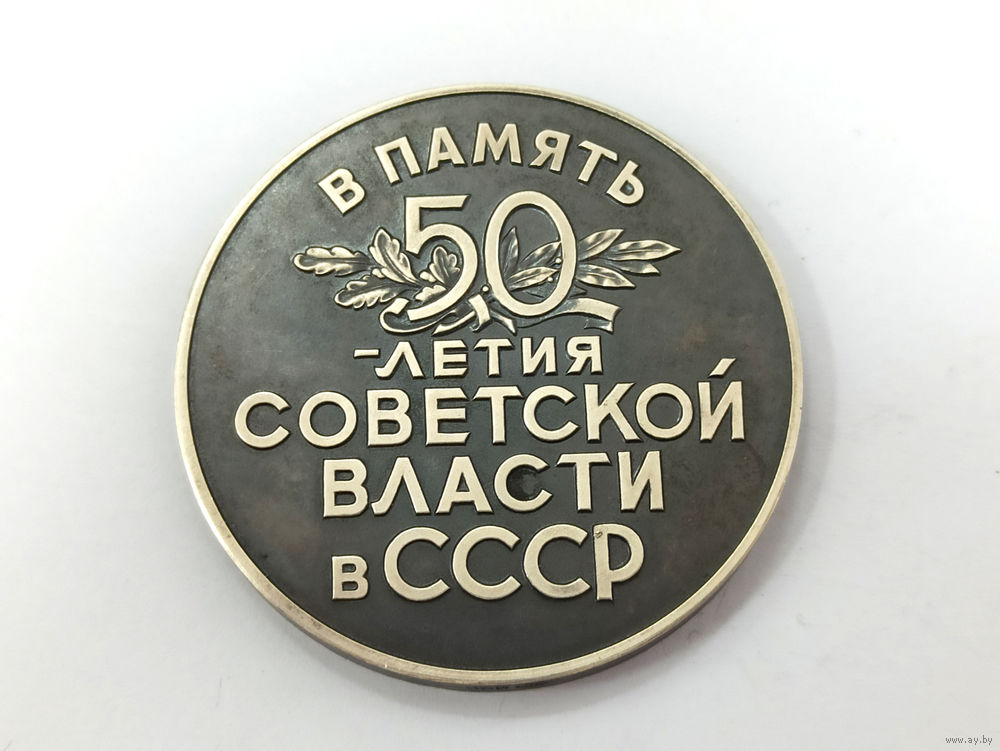 В ПАМЯТЬ
50
-ЛЕТИЯ
СОВЕТСКОЙ
ВЛАСТИ
в СССР
www.ay.by